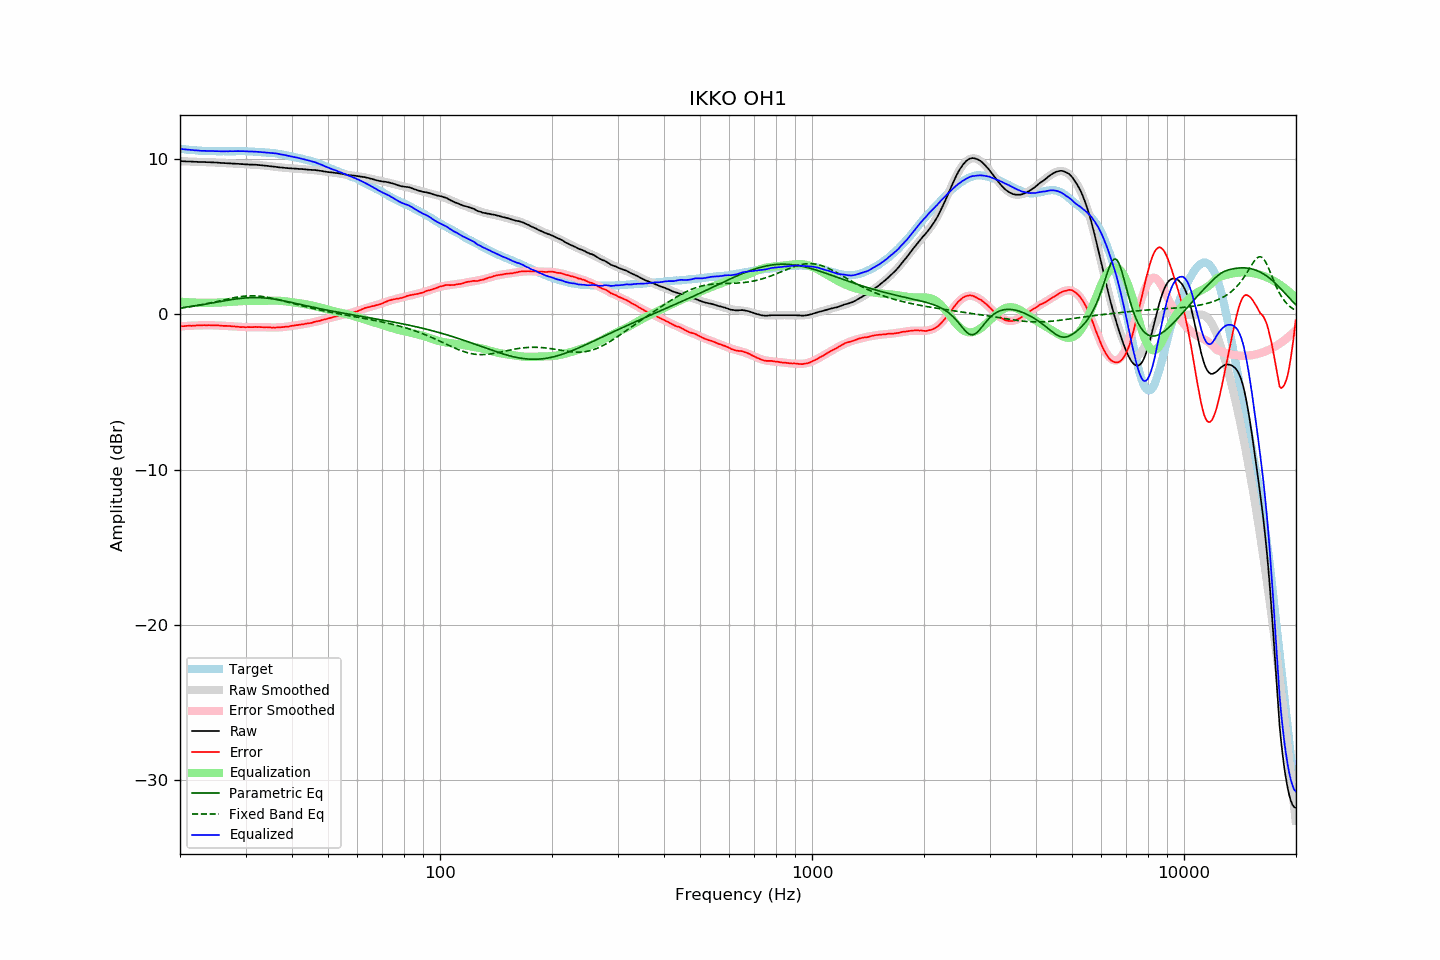 IKKO OH1
10
0
−10
−20
−30
Amplitude (dBr)
Target
Raw Smoothed
Error Smoothed
Raw
Error
Equalization
Parametric Eq
Fixed Band Eq
Equalized
100
1000
10000
Frequency (Hz)